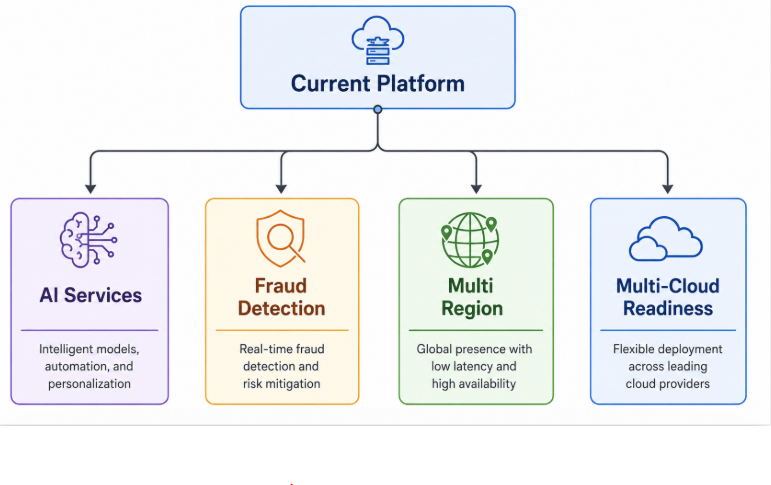 Current Platform
AI Services
Intelligent models,
automation, and
personalization
Fraud
Detection
Real-time fraud
detection and
risk mitigation
Multi
Region
Global presence with
low latency and
high availability
Multi-Cloud
Readiness
Flexible deployment
across leading
cloud providers